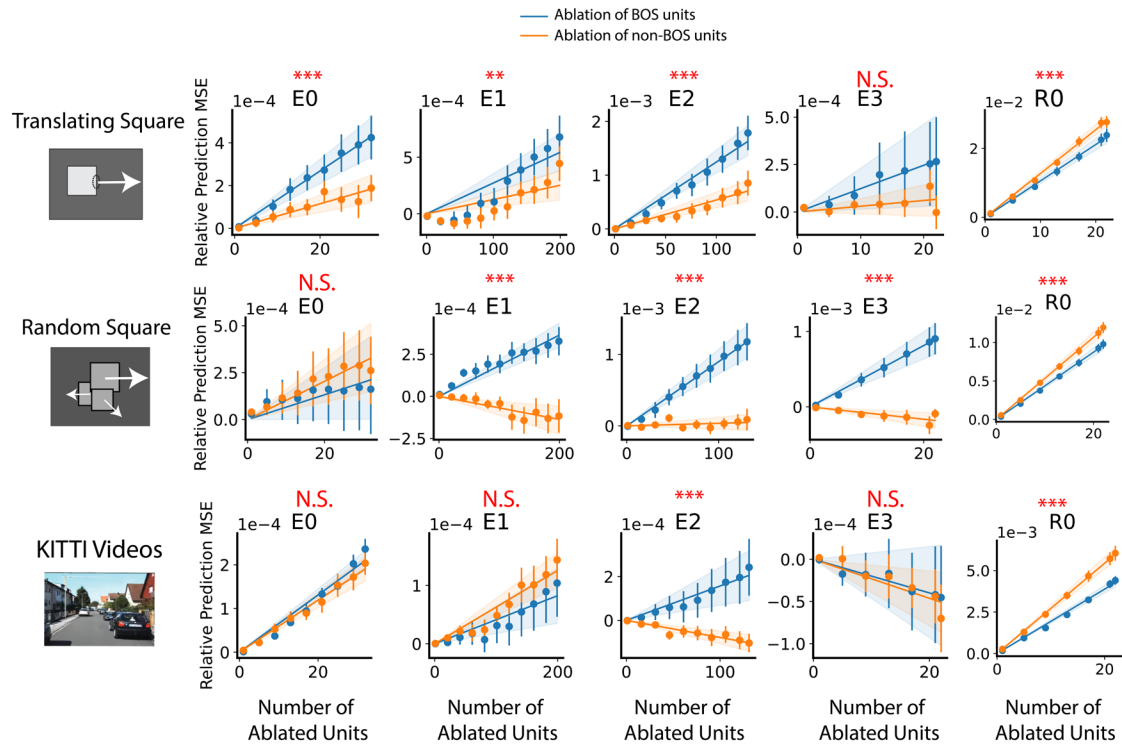 Ablation of BOS units
Ablation of non-BOS units
Translating Square
Relative Prediction MSE
***
1e−4 E0
4
2
0
0 20
**
1e−4 E1
5
0
0 100 200
***
1e−3 E2
2
1
0
0 50 100
N.S.
1e−4 E3
5.0
2.5
0.0
0 10 20
***
1e−2 R0
2
1
0
0 10 20
Random Square
Relative Prediction MSE
N.S.
1e−4 E0
5.0
2.5
0.0
0 20
***
1e−4 E1
2.5
0.0
−2.5
0 200
***
1e−3 E2
1
0
0 100
***
1e−3 E3
1
0
0 10 20
***
1e−2 R0
1.0
0.5
0.0
0 10 20
KITTI Videos
Relative Prediction MSE
N.S.
1e−4 E0
2
1
0
0 20
N.S.
1e−4 E1
1
0
0 100 200
***
1e−4 E2
2
0
0 50 100
N.S.
1e−4 E3
0.0
−0.5
−1.0
0 10 20
***
1e−3 R0
5.0
2.5
0.0
0 10 20
Number of
Ablated Units
Number of
Ablated Units
Number of
Ablated Units
Number of
Ablated Units
Number of
Ablated Units